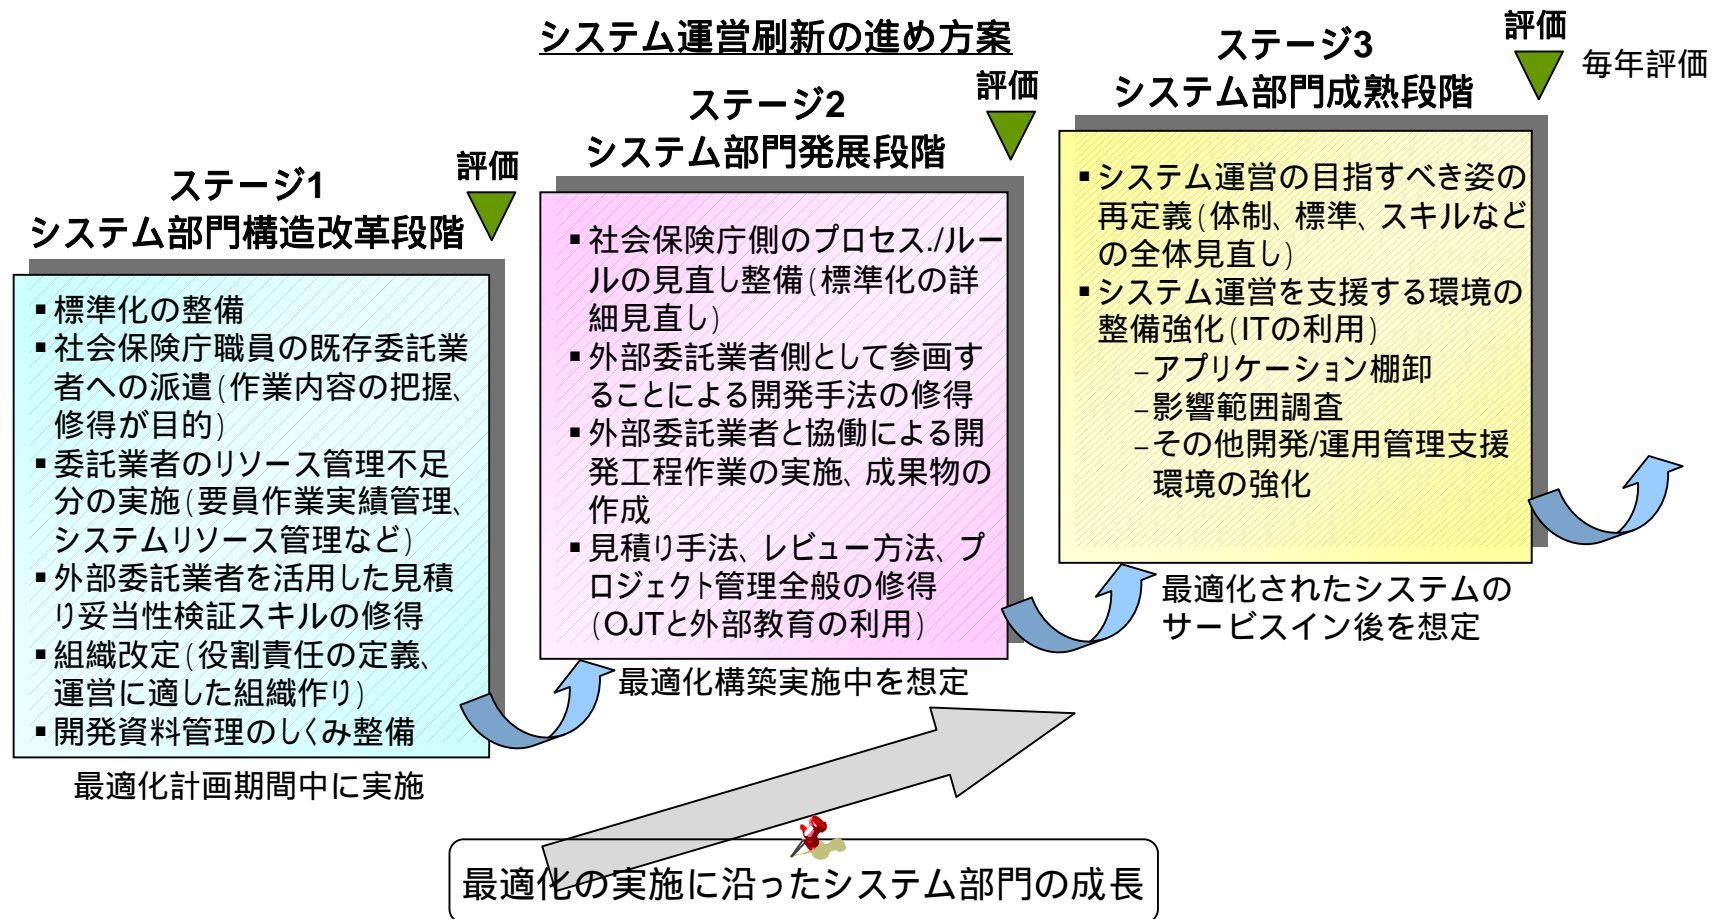 システム運営刷新の進め方案
ステージ1
システム部門構造改革段階
評価
▪標準化の整備
▪社会保険庁職員の既存委託業
者への派遣(作業内容の把握、
修得が目的)
▪委託業者のリソース管理不足
分の実施(要員作業実績管理、
システムリソース管理など)
▪外部委託業者を活用した見積
り妥当性検証スキルの修得
▪組織改定(役割責任の定義、
運営に適した組織作り)
▪開発資料管理のしくみ整備
最適化計画期間中に実施
ステージ2
システム部門発展段階
評価
▪社会保険庁側のプロセス./ルー
ルの見直し整備(標準化の詳
細見直し)
▪外部委託業者側として参画す
ることによる開発手法の修得
▪外部委託業者と協働による開
発工程作業の実施、成果物の
作成
▪見積り手法、レビュー方法、プ
ロジェクト管理全般の修得
(OJTと外部教育の利用)
最適化構築実施中を想定
ステージ3
システム部門成熟段階
評価
毎年評価
▪システム運営の目指すべき姿の
再定義(体制、標準、スキルなど
の全体見直し)
▪システム運営を支援する環境の
整備強化(ITの利用)
–アプリケーション棚卸
–影響範囲調査
–その他開発/運用管理支援
環境の強化
最適化されたシステムの
サービスイン後を想定
最適化の実施に沿ったシステム部門の成長